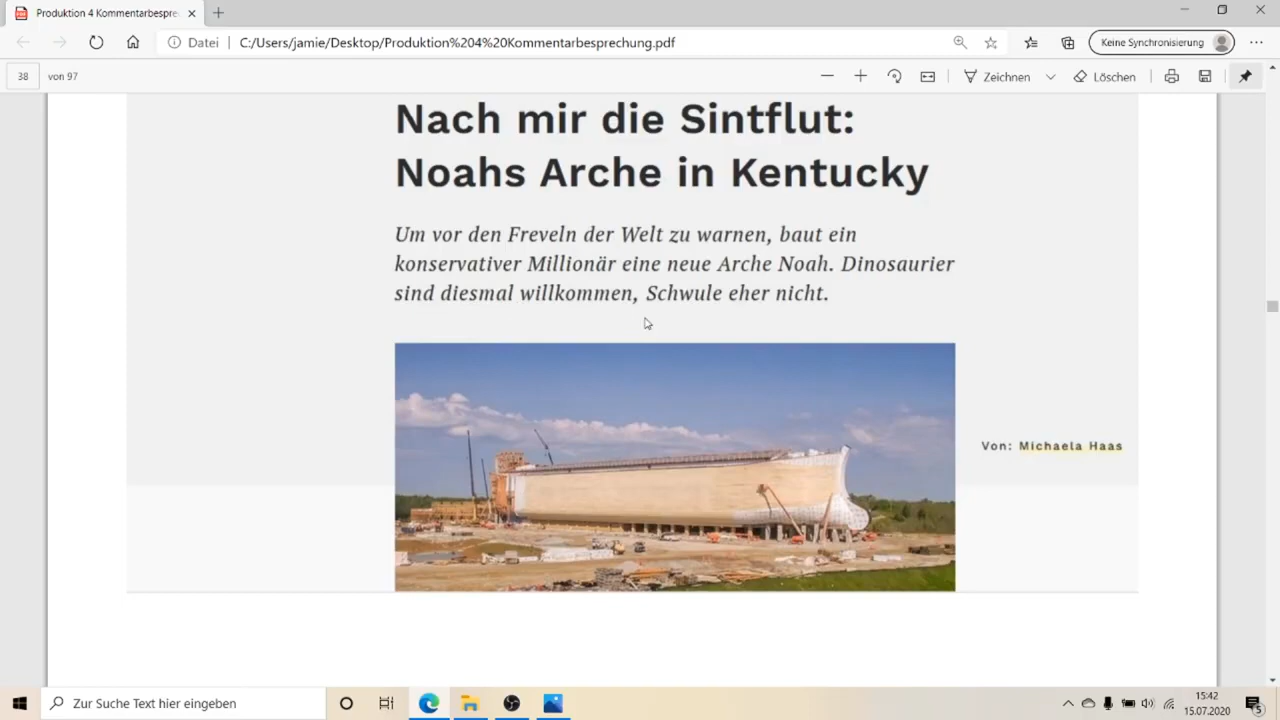 Produktion 4 Kommentarbespre
Datei
C:/Users/jamie/Desktop/Produktion%204%20Kommentarbesprechung.pdf
Keine Synchronisierung
38 von 97
Zeichnen
Löschen
Nach mir die Sintflut:
Noahs Arche in Kentucky
Um vor den Freveln der Welt zu warnen, baut ein
konservativer Millionär eine neue Arche Noah. Dinosaurier
sind diesmal willkommen, Schwule eher nicht.
Von: Michaela Haas
Zur Suche Text hier eingeben
15:42
15.07.2020
5